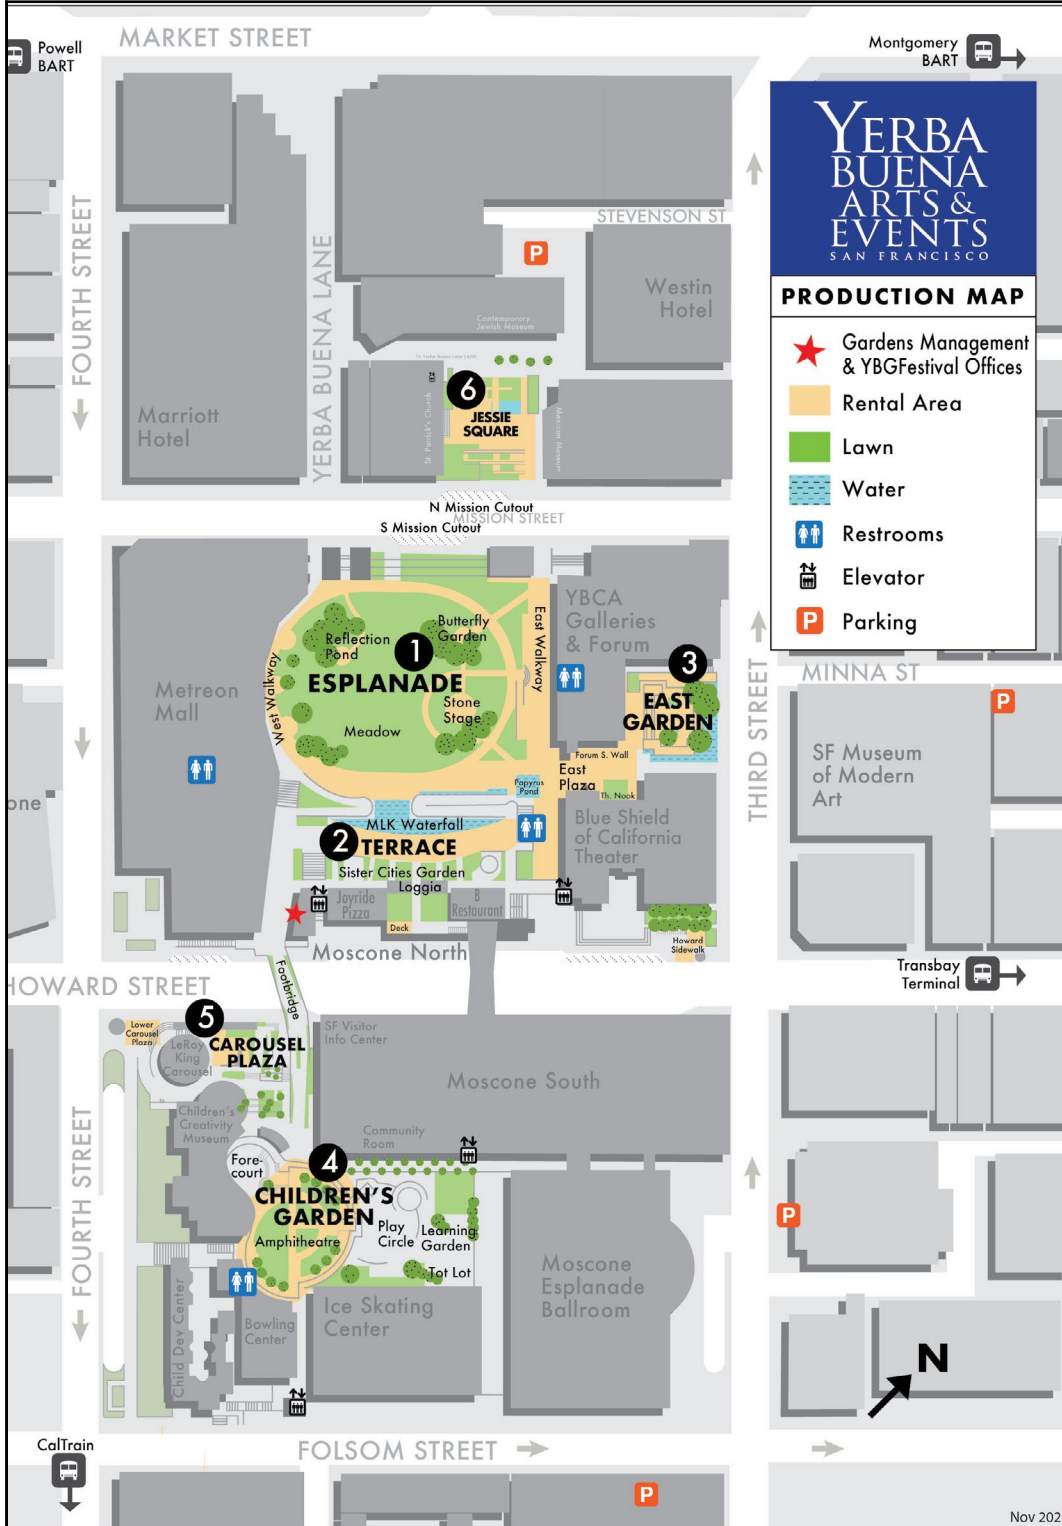 MARKET STREET
Powell
BART
Montgomery
BART
YERBA
BUENA
ARTS &
EVENTS
SAN FRANCISCO
PRODUCTION MAP
Gardens Management
& YBGFestival Offices
Rental Area
Lawn
Water
Restrooms
Elevator
P Parking
STEVENSON ST
P
FOURTH STREET
YERBA BUENA LANE
Westin
Hotel
Contemporary
Jewish Museum
Marriott
Hotel
St. Patrick's Church
6
JESSIE
SQUARE
Mexican Museum
N Mission Cutout
MISSION STREET
S Mission Cutout
YBCA
Galleries
& Forum
Butterfly
Garden
Reflection
Pond
1
ESPLANADE
East Walkway
West Walkway
Stone
Stage
Meadow
Metreon
Mall
3
EAST
GARDEN
THIRD STREET
MINNA ST
P
SF Museum
of Modern
Art
Forum S. Wall
East
Plaza
Papyrus
Pond
Th. Nook
one
MLK Waterfall
2
TERRACE
Blue Shield
of California
Theater
Sister Cities Garden
Loggia
Joyride
Pizza
B
Restaurant
Deck
Moscone North
Howard
Sidewalk
Transbay
Terminal
HOWARD STREET
Footbridge
5
Lower
Carousel
Plaza
LeRoy
King
Carousel
CAROUSEL
PLAZA
SF Visitor
Info Center
Moscone South
Children's
Creativity
Museum
Community
Room
Fore-
court
4
CHILDREN'S
GARDEN
Amphitheatre
Play
Circle
Learning
Garden
Tot Lot
FOURTH STREET
P
Moscone
Esplanade
Ballroom
Ice Skating
Center
Bowling
Center
Child Dev Center
N
CalTrain
FOLSOM STREET
P
Nov 202